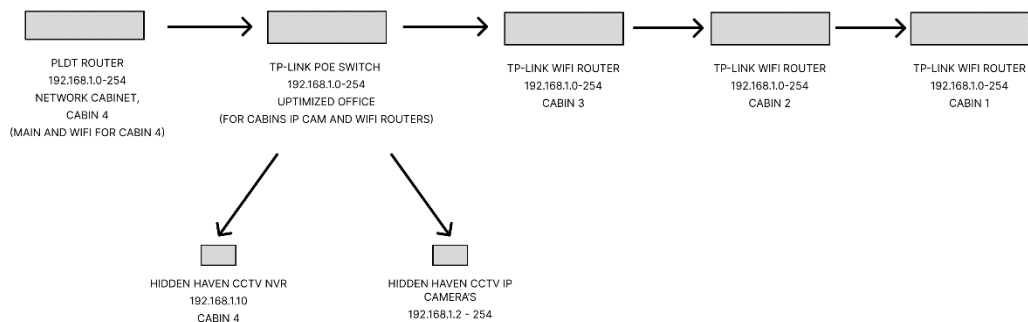 PLDT ROUTER
192.168.1.0-254
NETWORK CABINET,
CABIN 4
(MAIN AND WIFI FOR CABIN 4)
TP-LINK POE SWITCH
192.168.1.0-254
UPTIMIZED OFFICE
(FOR CABINS IP CAM AND WIFI ROUTERS)
TP-LINK WIFI ROUTER
192.168.1.0-254
CABIN 3
TP-LINK WIFI ROUTER
192.168.1.0-254
CABIN 2
TP-LINK WIFI ROUTER
192.168.1.0-254
CABIN 1
HIDDEN HAVEN CCTV NVR
192.168.1.10
CABIN 4
HIDDEN HAVEN CCTV IP
CAMERA'S
192.168.1.2 - 254